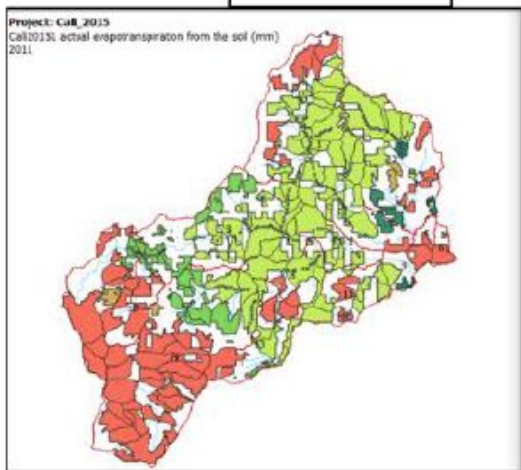 Project: Cali_2015
Cali2015L actual evapotranspiraton from the soil (mm)
2011